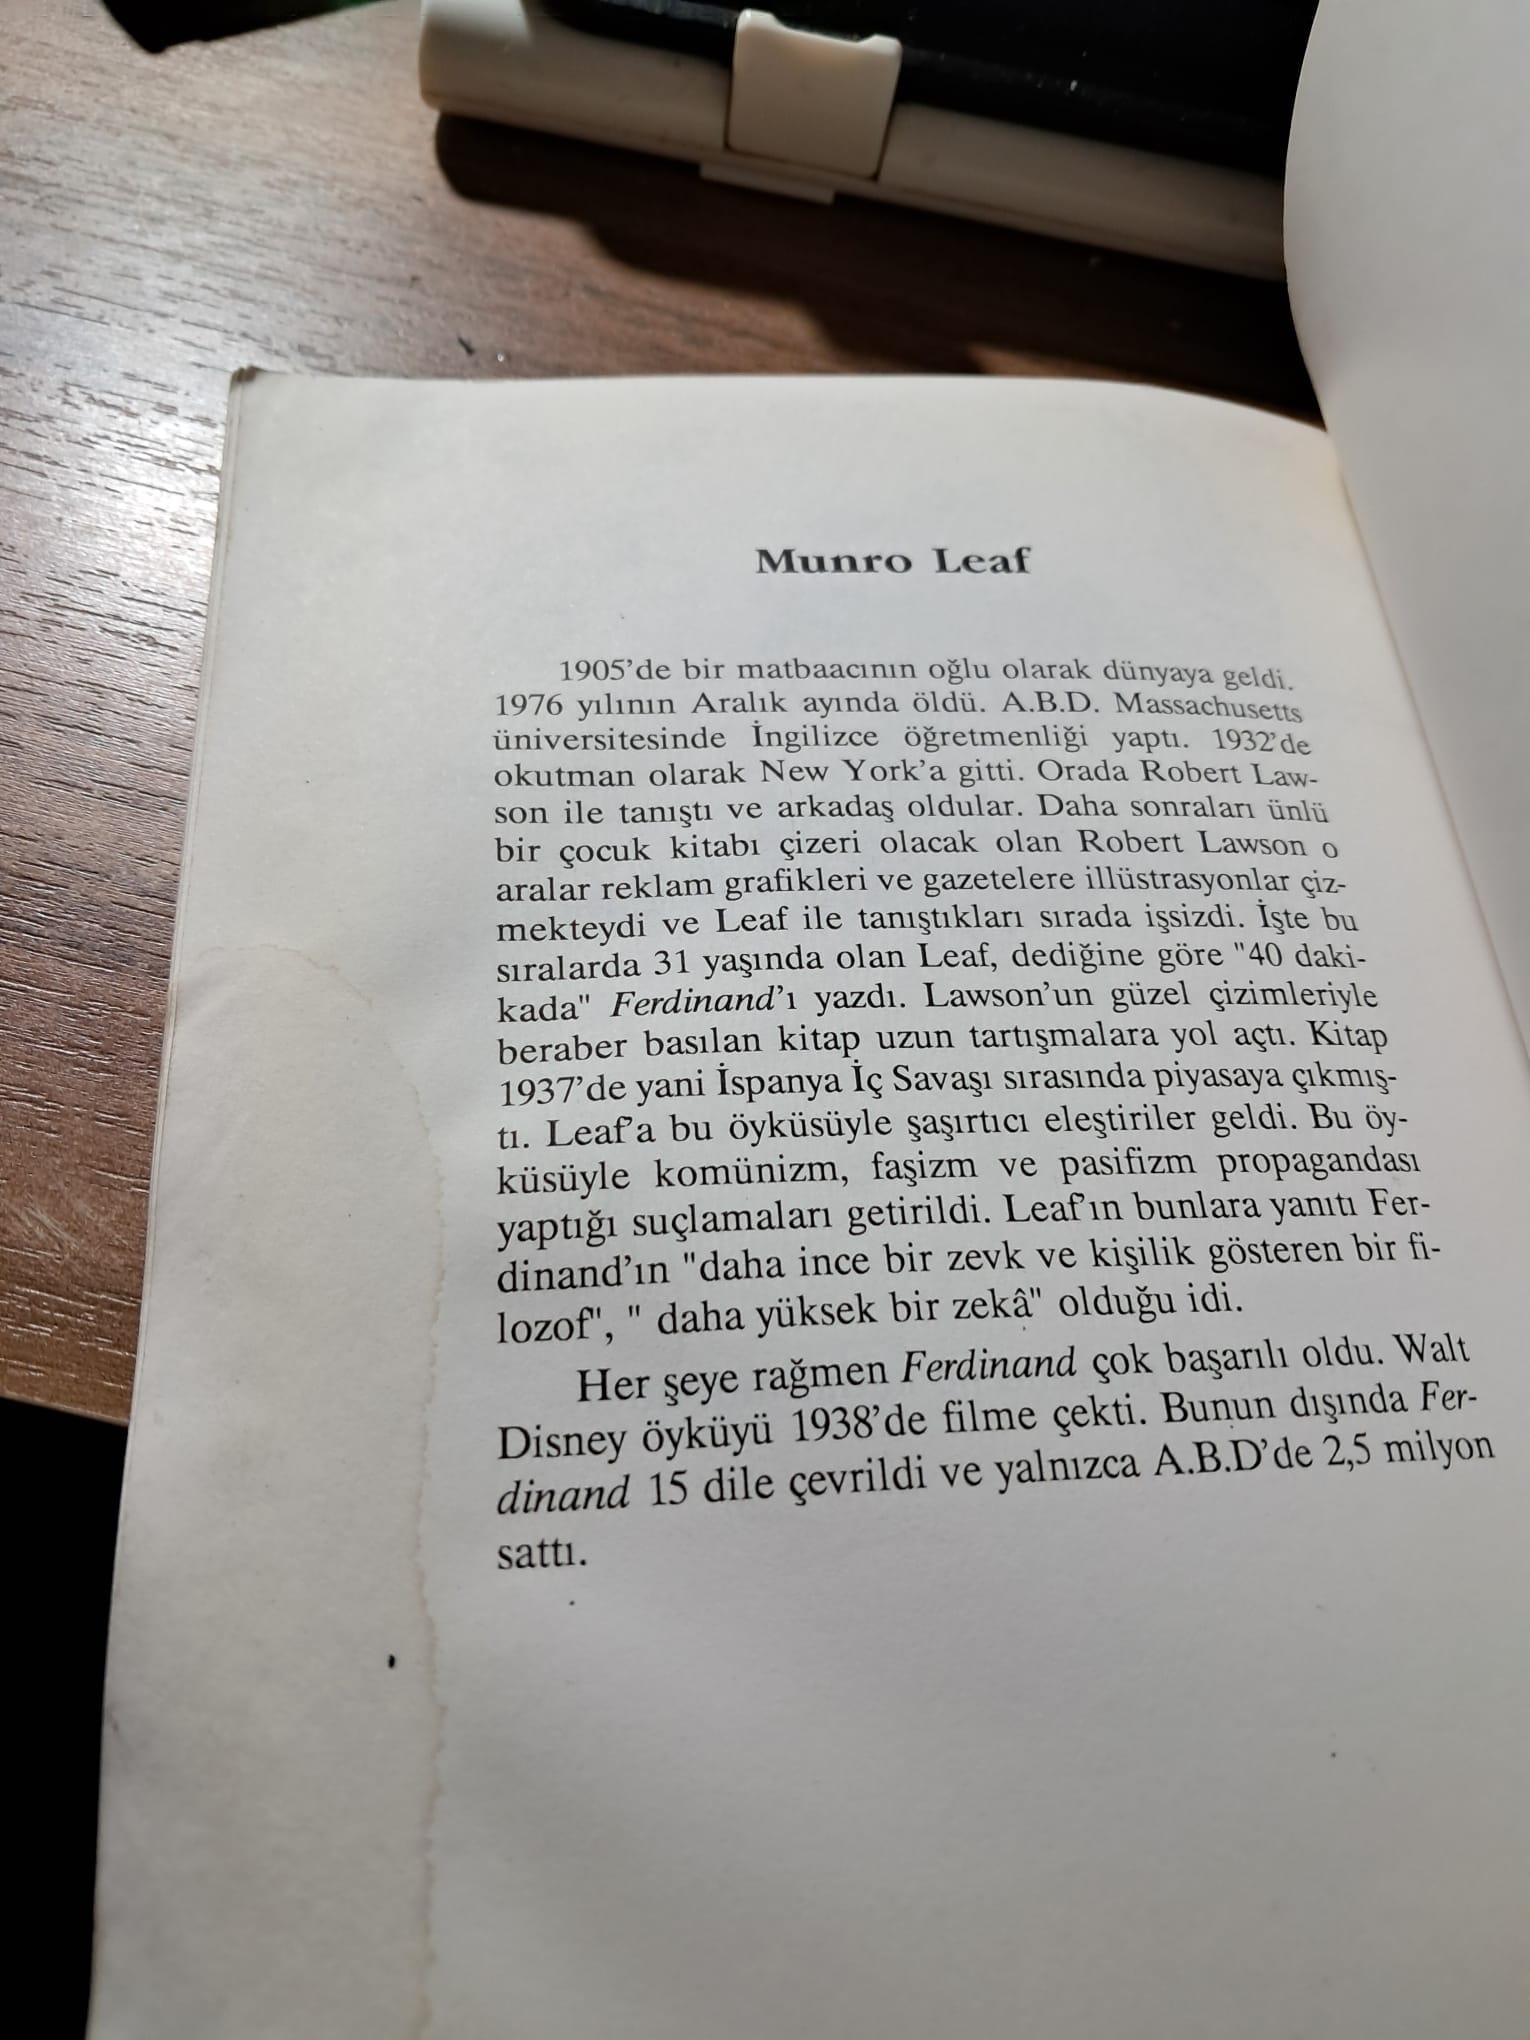 Munro Leaf
1905'de bir matbaacının oğlu olarak dünyaya geldi.
1976 yılının Aralık ayında öldü. A.B.D. Massachusetts
üniversitesinde İngilizce öğretmenliği yaptı. 1932'de
okutman olarak New York'a gitti. Orada Robert Law-
son ile tanıştı ve arkadaş oldular. Daha sonraları ünlü
bir çocuk kitabı çizeri olacak olan Robert Lawson o
aralar reklam grafikleri ve gazetelere illüstrasyonlar çiz-
mekteydi ve Leaf ile tanıştıkları sırada işsizdi. İşte bu
sıralarda 31 yaşında olan Leaf, dediğine göre "40 daki-
kada" Ferdinand'ı yazdı. Lawson'un güzel çizimleriyle
beraber basılan kitap uzun tartışmalara yol açtı. Kitap
1937'de yani İspanya İç Savaşı sırasında piyasaya çıkmış-
tı. Leaf'a bu öyküsüyle şaşırtıcı eleştiriler geldi. Bu öy-
küsüyle komünizm, faşizm ve pasifizm propagandası
yaptığı suçlamaları getirildi. Leaf'ın bunlara yanıtı Fer-
dinand'ın "daha ince bir zevk ve kişilik gösteren bir fi-
lozof", " daha yüksek bir zekâ" olduğu idi.
Her şeye rağmen Ferdinand çok başarılı oldu. Walt
Disney öyküyü 1938'de filme çekti. Bunun dışında Fer-
dinand 15 dile çevrildi ve yalnızca A.B.D'de 2,5 milyon
sattı.